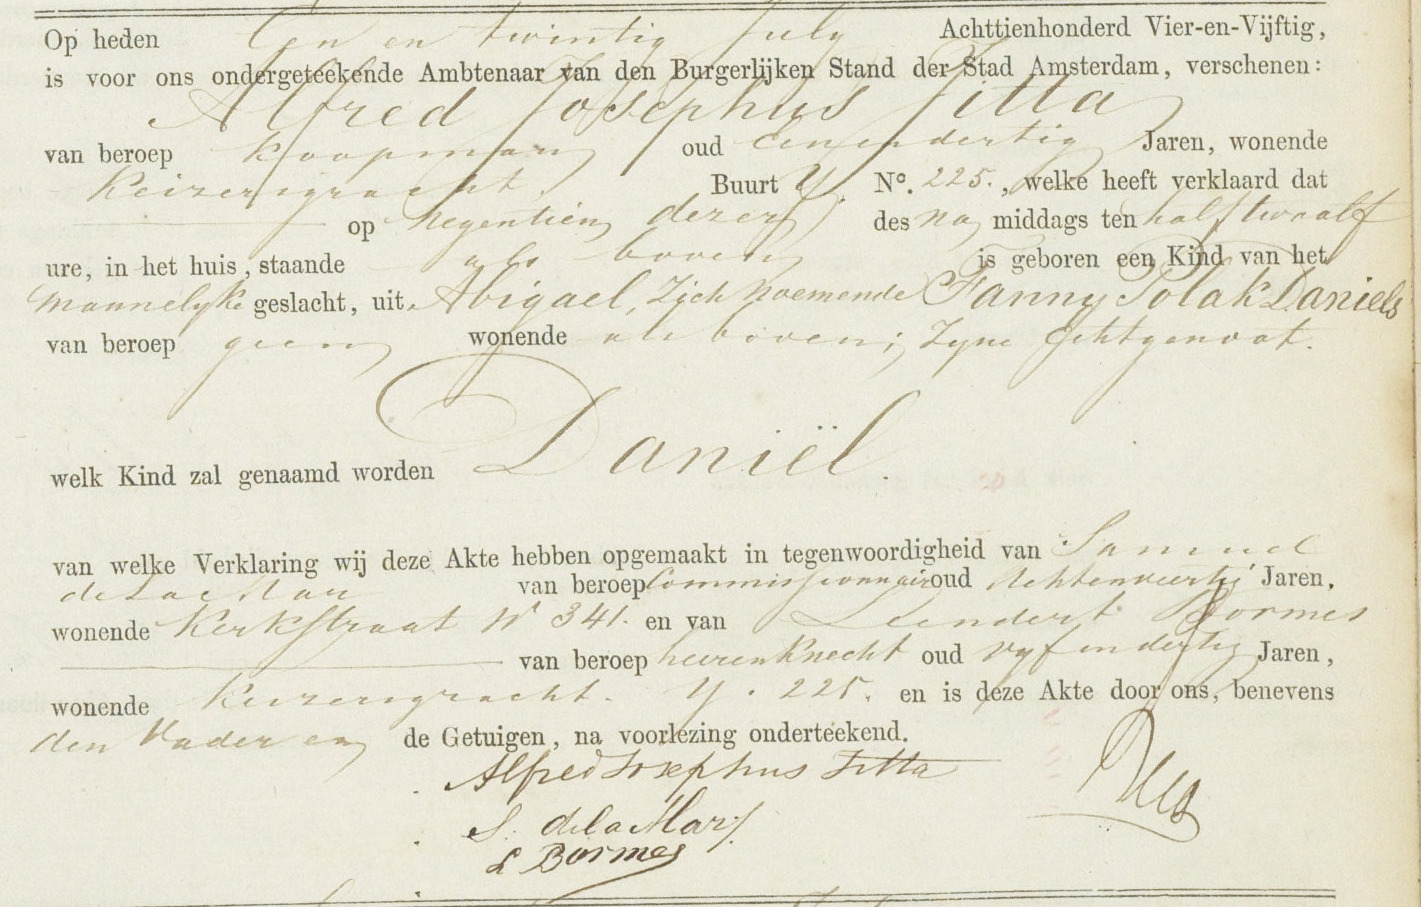 Op heden Een en twintig July Achttienhonderd Vier-en-Vijftig,
is voor ons ondergeteekende Ambtenaar van den Burgerlijken Stand der Stad Amsterdam, verschenen:
Alfred Josephus Jitta
van beroep koopman oud Een en dertig Jaren, wonende
Keizersgracht. Buurt Y. No. 225., welke heeft verklaard dat
op negentien dezer des na middags ten half twaalf
ure, in het huis, staande als boven is geboren een Kind van het
mannelyke geslacht, uit Abigael, Zich noemende Fanny Polak Daniels
van beroep geen wonende als boven; Zyne Echtgenoot.
welk Kind zal genaamd worden Daniël.
van welke Verklaring wij deze Akte hebben opgemaakt in tegenwoordigheid van Samuel
de La Mar van beroep Commissionnair oud Achtenveertig Jaren,
wonende Kerkstraat N 341. en van Leendert Bormes
van beroep heerenknecht oud vyf en dertig Jaren,
wonende Keizersgracht. Y. 225. en is deze Akte door ons, benevens
den Vader en de Getuigen, na voorlezing onderteekend.
Alfred Josephus Jitta
S. de la Mar
L Bormes